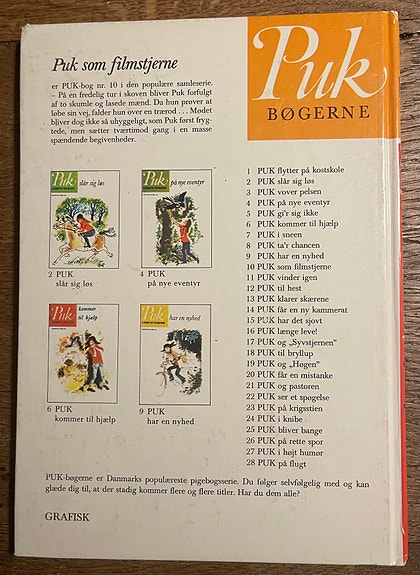 Puk
BØGERNE
Puk som filmstjerne
er PUK-bog nr. 10 i den populære samleserie.
– På en fredelig tur i skoven bliver Puk forfulgt
af to skumle og lasede mænd. Da hun prøver at
løbe sin vej, falder hun over en trærod . . . Mødet
bliver dog ikke så uhyggeligt, som Puk først fryg-
tede, men sætter tværtimod gang i en masse
spændende begivenheder.
Puk
slår sig løs
2 PUK
slår sig løs
Puk
på nye eventyr
4 PUK
på nye eventyr
Puk
kommer
til hjælp
6 PUK
kommer til hjælp
Puk
har en nyhed
9 PUK
har en nyhed
1 PUK flytter på kostskole
2 PUK slår sig løs
3 PUK vover pelsen
4 PUK på nye eventyr
5 PUK gi'r sig ikke
6 PUK kommer til hjælp
7 PUK i sneen
8 PUK ta'r chancen
9 PUK har en nyhed
10 PUK som filmstjerne
11 PUK vinder igen
12 PUK til hest
13 PUK klarer skærene
14 PUK får en ny kammerat
15 PUK har det sjovt
16 PUK længe leve!
17 PUK og „Syvstjernen"
18 PUK til bryllup
19 PUK og „Høgen"
20 PUK får en mistanke
21 PUK og pastoren
22 PUK ser et spøgelse
23 PUK på krigsstien
24 PUK i knibe
25 PUK bliver bange
26 PUK på rette spor
27 PUK i højt humør
28 PUK på flugt
PUK-bøgerne er Danmarks populæreste pigebogsserie. Du følger selvfølgelig med og kan
glæde dig til, at der stadig kommer flere og flere titler. Har du dem alle?
GRAFISK